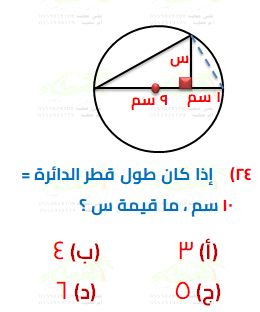 س
٩ سم
١ سم
٢٤) إذا كان طول قطر الدائرة =
١٠ سم ، ما قيمة س ؟
(أ) ٣
(ب) ٤
(ج) ٥
(د) ٦